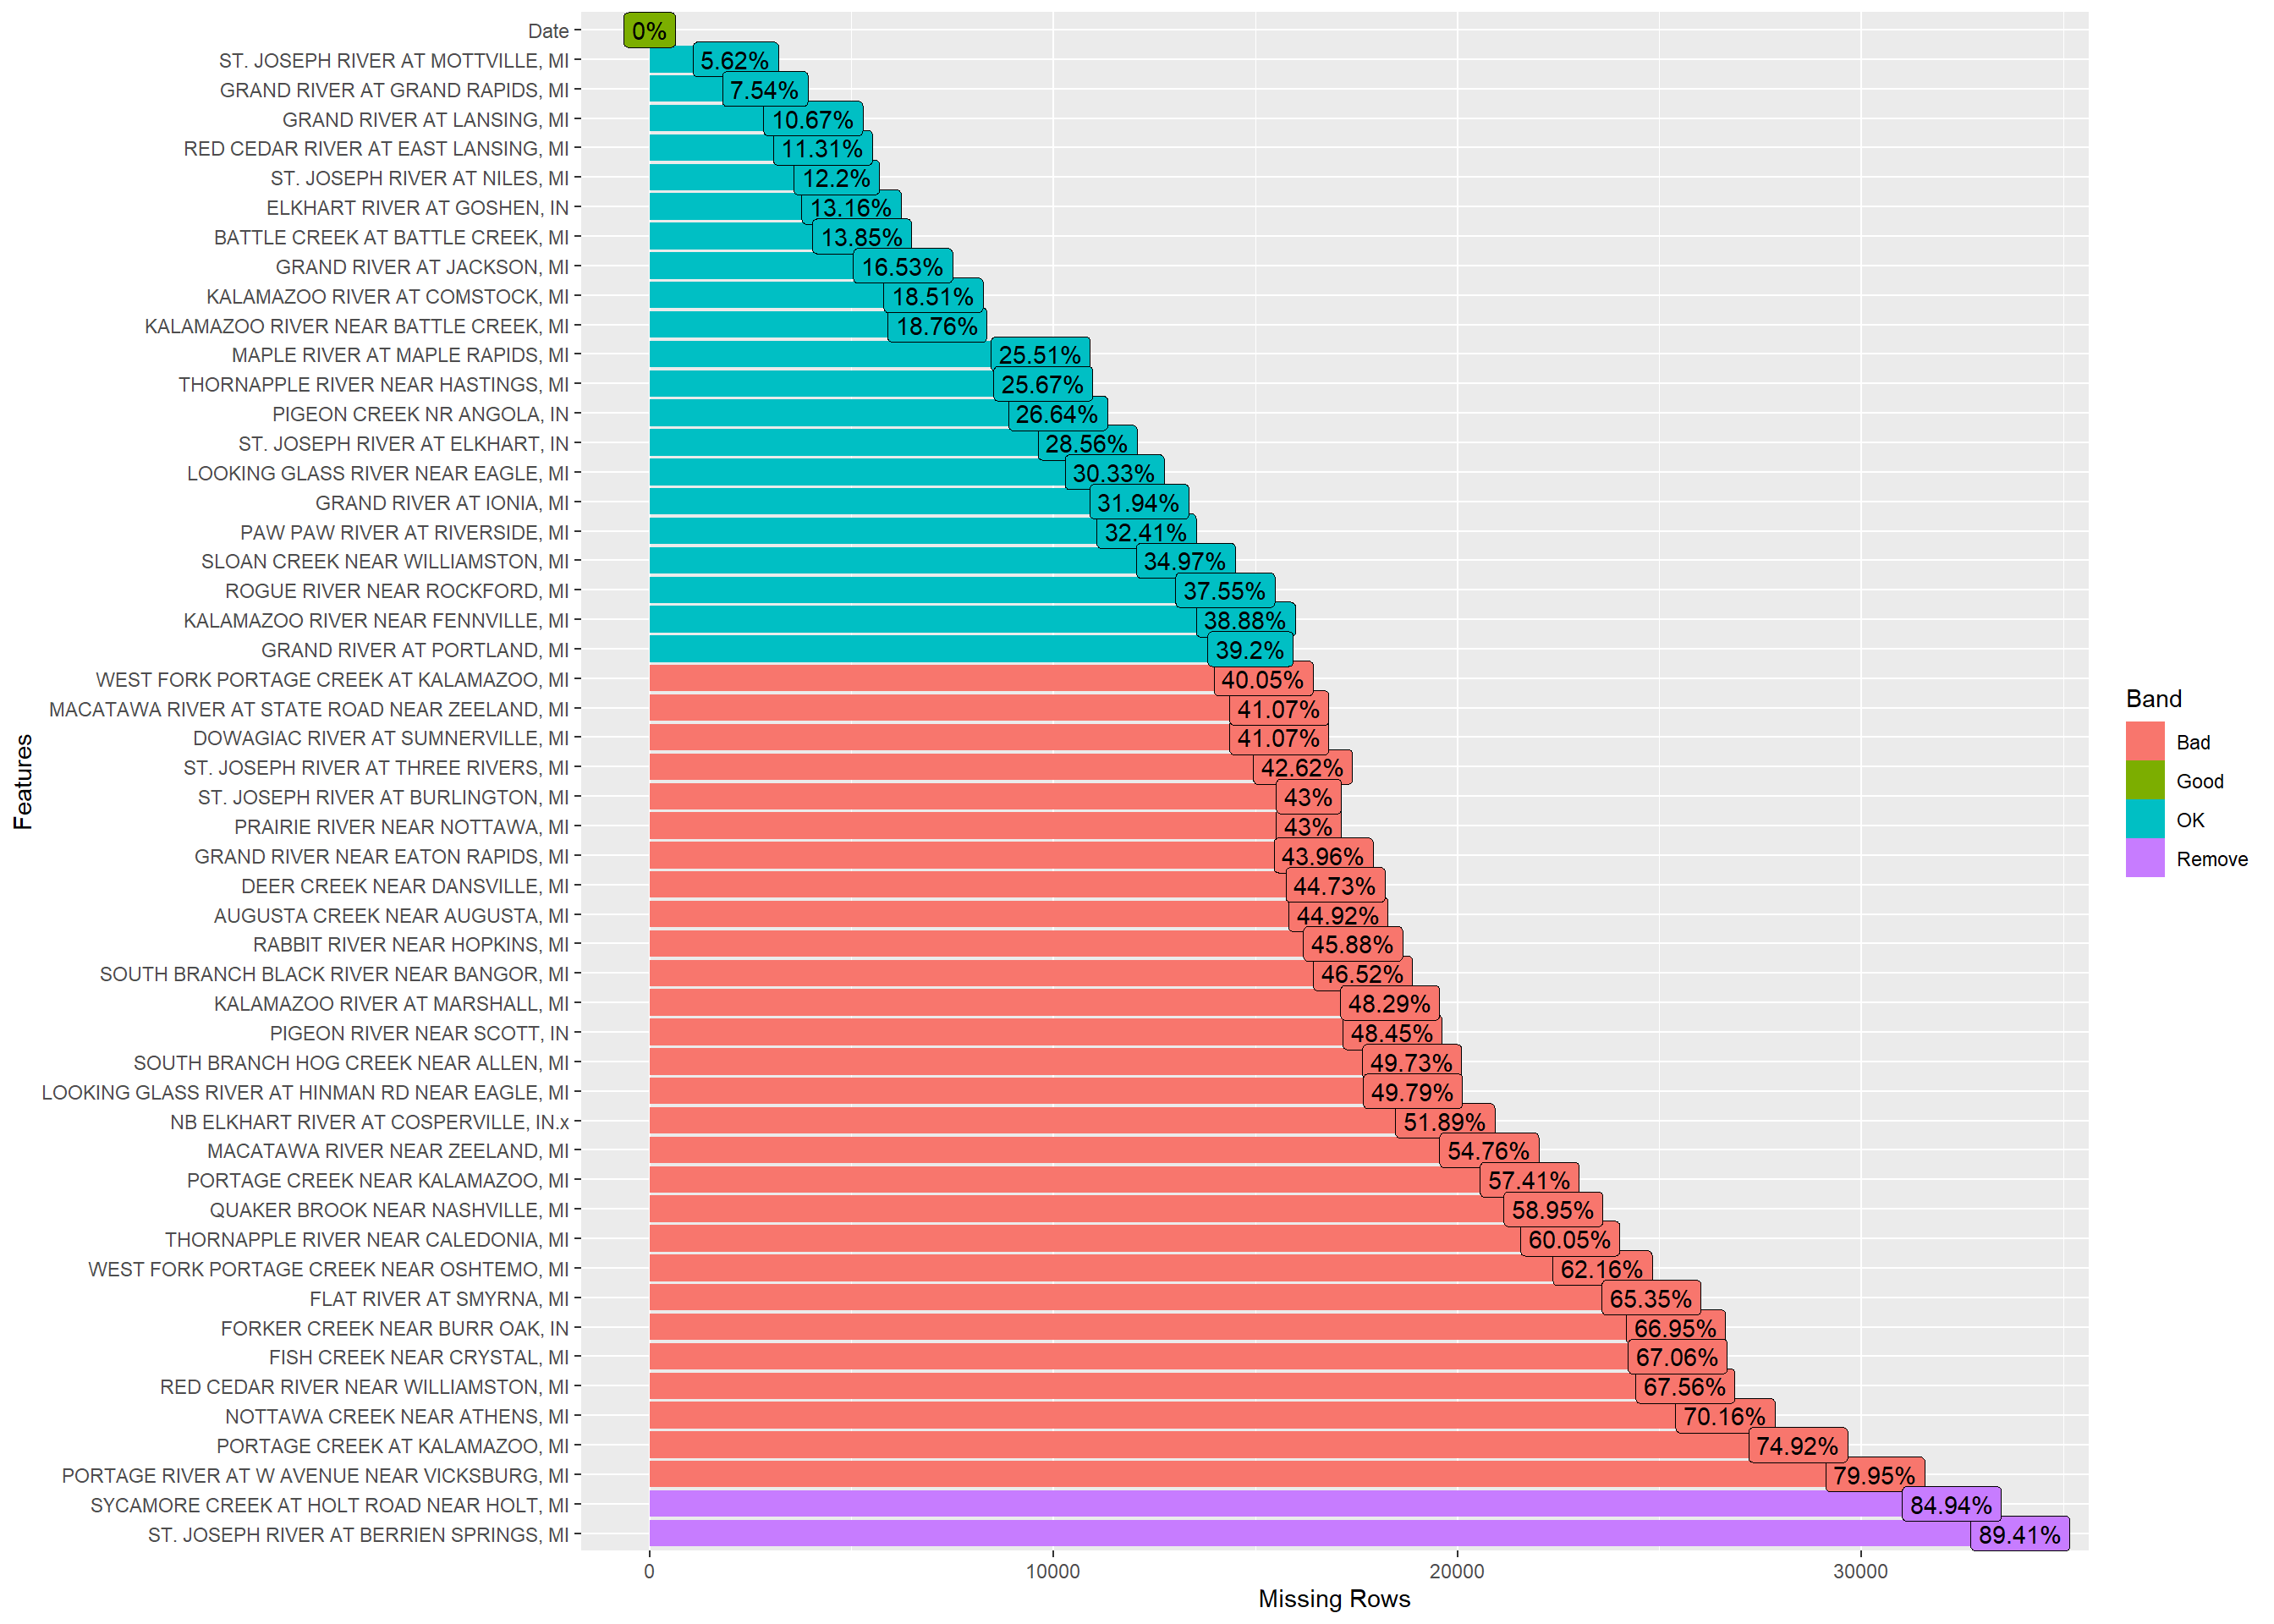 Date 0%
ST. JOSEPH RIVER AT MOTTVILLE, MI 5.62%
GRAND RIVER AT GRAND RAPIDS, MI 7.54%
GRAND RIVER AT LANSING, MI 10.67%
RED CEDAR RIVER AT EAST LANSING, MI 11.31%
ST. JOSEPH RIVER AT NILES, MI 12.2%
ELKHART RIVER AT GOSHEN, IN 13.16%
BATTLE CREEK AT BATTLE CREEK, MI 13.85%
GRAND RIVER AT JACKSON, MI 16.53%
KALAMAZOO RIVER AT COMSTOCK, MI 18.51%
KALAMAZOO RIVER NEAR BATTLE CREEK, MI 18.76%
MAPLE RIVER AT MAPLE RAPIDS, MI 25.51%
THORNAPPLE RIVER NEAR HASTINGS, MI 25.67%
PIGEON CREEK NR ANGOLA, IN 26.64%
ST. JOSEPH RIVER AT ELKHART, IN 28.56%
LOOKING GLASS RIVER NEAR EAGLE, MI 30.33%
GRAND RIVER AT IONIA, MI 31.94%
PAW PAW RIVER AT RIVERSIDE, MI 32.41%
SLOAN CREEK NEAR WILLIAMSTON, MI 34.97%
ROGUE RIVER NEAR ROCKFORD, MI 37.55%
KALAMAZOO RIVER NEAR FENNVILLE, MI 38.88%
GRAND RIVER AT PORTLAND, MI 39.2%
WEST FORK PORTAGE CREEK AT KALAMAZOO, MI 40.05%
MACATAWA RIVER AT STATE ROAD NEAR ZEELAND, MI 41.07%
DOWAGIAC RIVER AT SUMNERVILLE, MI 41.07%
ST. JOSEPH RIVER AT THREE RIVERS, MI 42.62%
ST. JOSEPH RIVER AT BURLINGTON, MI 43%
PRAIRIE RIVER NEAR NOTTAWA, MI 43%
GRAND RIVER NEAR EATON RAPIDS, MI 43.96%
DEER CREEK NEAR DANSVILLE, MI 44.73%
AUGUSTA CREEK NEAR AUGUSTA, MI 44.92%
RABBIT RIVER NEAR HOPKINS, MI 45.88%
SOUTH BRANCH BLACK RIVER NEAR BANGOR, MI 46.52%
KALAMAZOO RIVER AT MARSHALL, MI 48.29%
PIGEON RIVER NEAR SCOTT, IN 48.45%
SOUTH BRANCH HOG CREEK NEAR ALLEN, MI 49.73%
LOOKING GLASS RIVER AT HINMAN RD NEAR EAGLE, MI 49.79%
NB ELKHART RIVER AT COSPERVILLE, IN.x 51.89%
MACATAWA RIVER NEAR ZEELAND, MI 54.76%
PORTAGE CREEK NEAR KALAMAZOO, MI 57.41%
QUAKER BROOK NEAR NASHVILLE, MI 58.95%
THORNAPPLE RIVER NEAR CALEDONIA, MI 60.05%
WEST FORK PORTAGE CREEK NEAR OSHTEMO, MI 62.16%
FLAT RIVER AT SMYRNA, MI 65.35%
FORKER CREEK NEAR BURR OAK, IN 66.95%
FISH CREEK NEAR CRYSTAL, MI 67.06%
RED CEDAR RIVER NEAR WILLIAMSTON, MI 67.56%
NOTTAWA CREEK NEAR ATHENS, MI 70.16%
PORTAGE CREEK AT KALAMAZOO, MI 74.92%
PORTAGE RIVER AT W AVENUE NEAR VICKSBURG, MI 79.95%
SYCAMORE CREEK AT HOLT ROAD NEAR HOLT, MI 84.94%
ST. JOSEPH RIVER AT BERRIEN SPRINGS, MI 89.41%
0 10000 20000 30000
Missing Rows
Features
Band
Bad
Good
OK
Remove